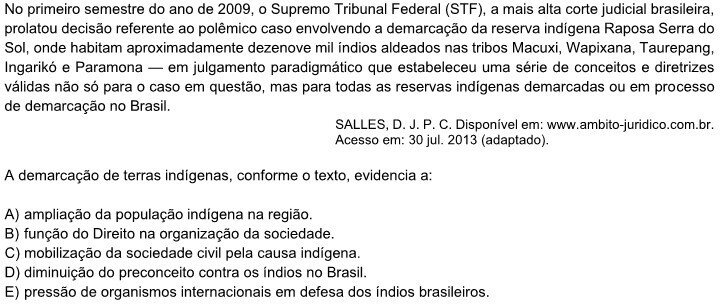 No primeiro semestre do ano de 2009, o Supremo Tribunal Federal (STF), a mais alta corte judicial brasileira,
prolatou decisão referente ao polêmico caso envolvendo a demarcação da reserva indígena Raposa Serra do
Sol, onde habitam aproximadamente dezenove mil índios aldeados nas tribos Macuxi, Wapixana, Taurepang,
Ingarikó e Paramona — em julgamento paradigmático que estabeleceu uma série de conceitos e diretrizes
válidas não só para o caso em questão, mas para todas as reservas indígenas demarcadas ou em processo
de demarcação no Brasil.
SALLES, D. J. P. C. Disponível em: www.ambito-juridico.com.br.
Acesso em: 30 jul. 2013 (adaptado).
A demarcação de terras indígenas, conforme o texto, evidencia a:
A) ampliação da população indígena na região.
B) função do Direito na organização da sociedade.
C) mobilização da sociedade civil pela causa indígena.
D) diminuição do preconceito contra os índios no Brasil.
E) pressão de organismos internacionais em defesa dos índios brasileiros.